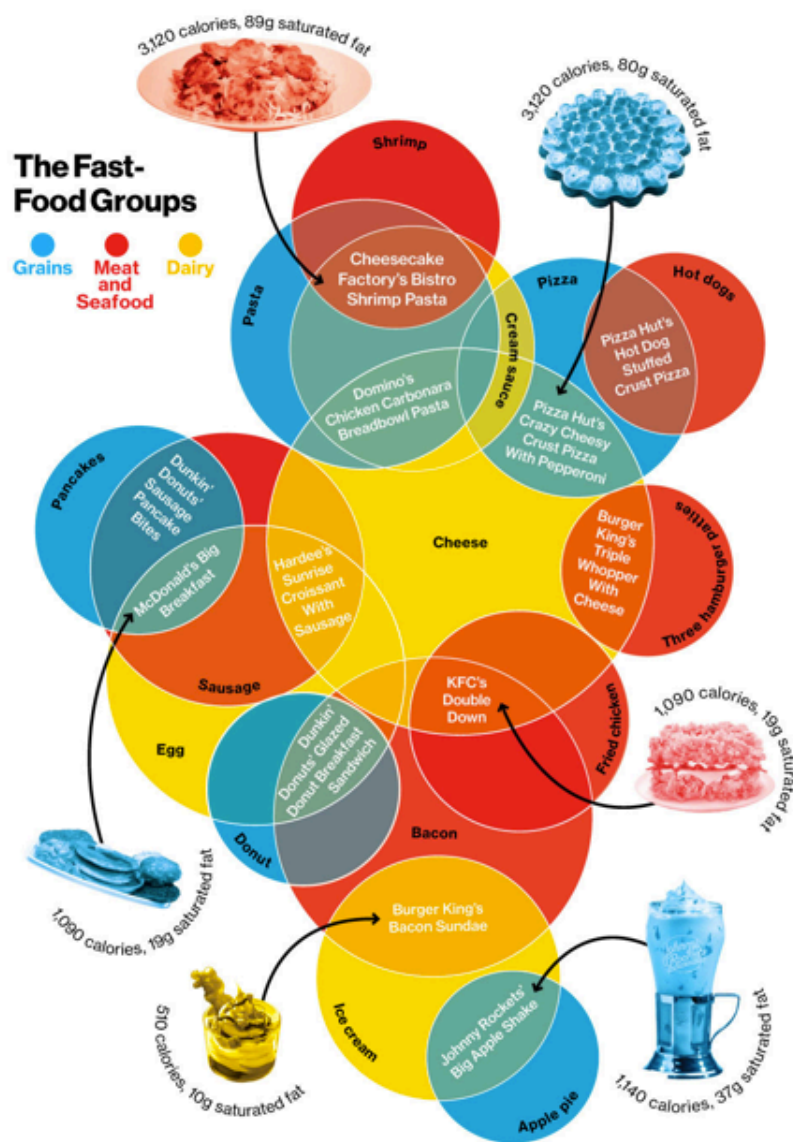 3,120 calories, 89g saturated fat
3,120 calories, 80g saturated fat
The Fast-
Food Groups
Grains
Meat
and
Seafood
Dairy
Shrimp
Cheesecake
Factory's Bistro
Shrimp Pasta
Pasta
Cream sauce
Pizza
Hot dogs
Pizza Hut's
Hot Dog
Stuffed
Crust Pizza
Domino's
Chicken Carbonara
Breadbowl Pasta
Pizza Hut's
Crazy Cheesy
Crust Pizza
With Pepperoni
Pancakes
Dunkin'
Donuts'
Sausage
Pancake
Bites
McDonald's Big
Breakfast
Hardee's
Sunrise
Croissant
With
Sausage
Cheese
Burger
King's
Triple
Whopper
With
Cheese
Three hamburger patties
Sausage
Egg
KFC's
Double
Down
Fried chicken
1,090 calories, 19g saturated fat
Dunkin'
Donuts' Glazed
Donut Breakfast
Sandwich
Donut
Bacon
1,090 calories, 19g saturated fat
Burger King's
Bacon Sundae
510 calories, 10g saturated fat
Ice cream
Johnny Rockets'
Big Apple Shake
Apple pie
1,140 calories, 37g saturated fat